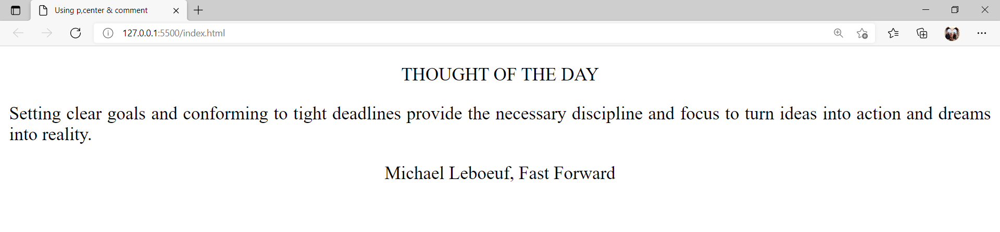 Using p,center & comment
127.0.0.1:5500/index.html
THOUGHT OF THE DAY
Setting clear goals and conforming to tight deadlines provide the necessary discipline and focus to turn ideas into action and dreams
into reality.
Michael Leboeuf, Fast Forward